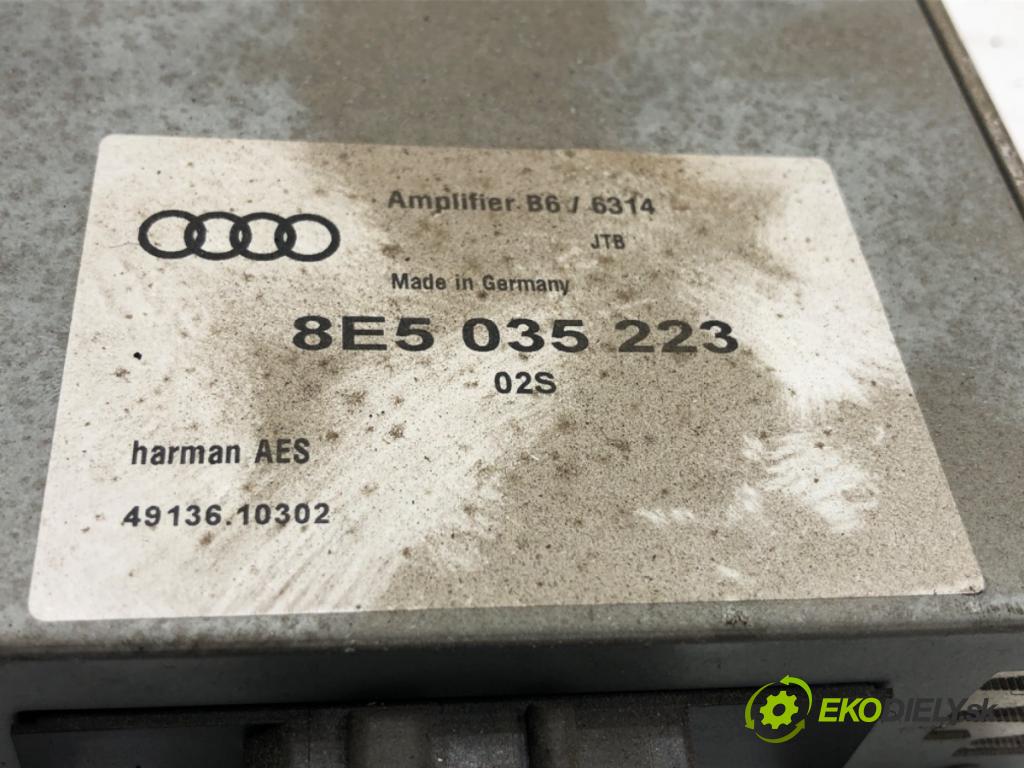 Amplifier B6 / 6314
JTB
Made in Germany
8E5 035 223
02S
harman AES
49136.10302
EKODIELY.sk